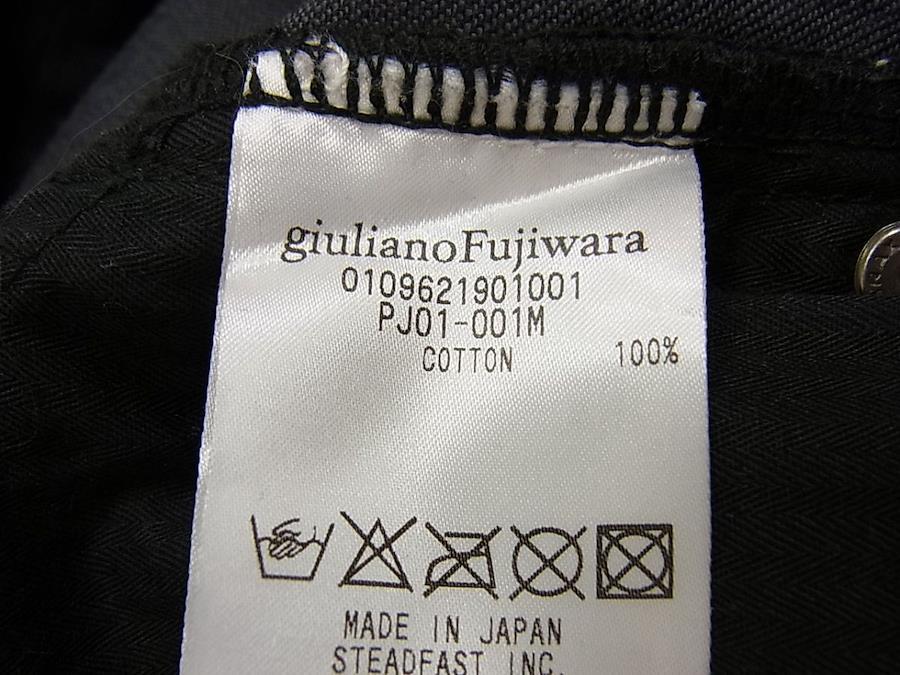 giulianoFujiwara
0109621901001
PJ01-001M
COTTON 100%
MADE IN JAPAN
STEADFAST INC.